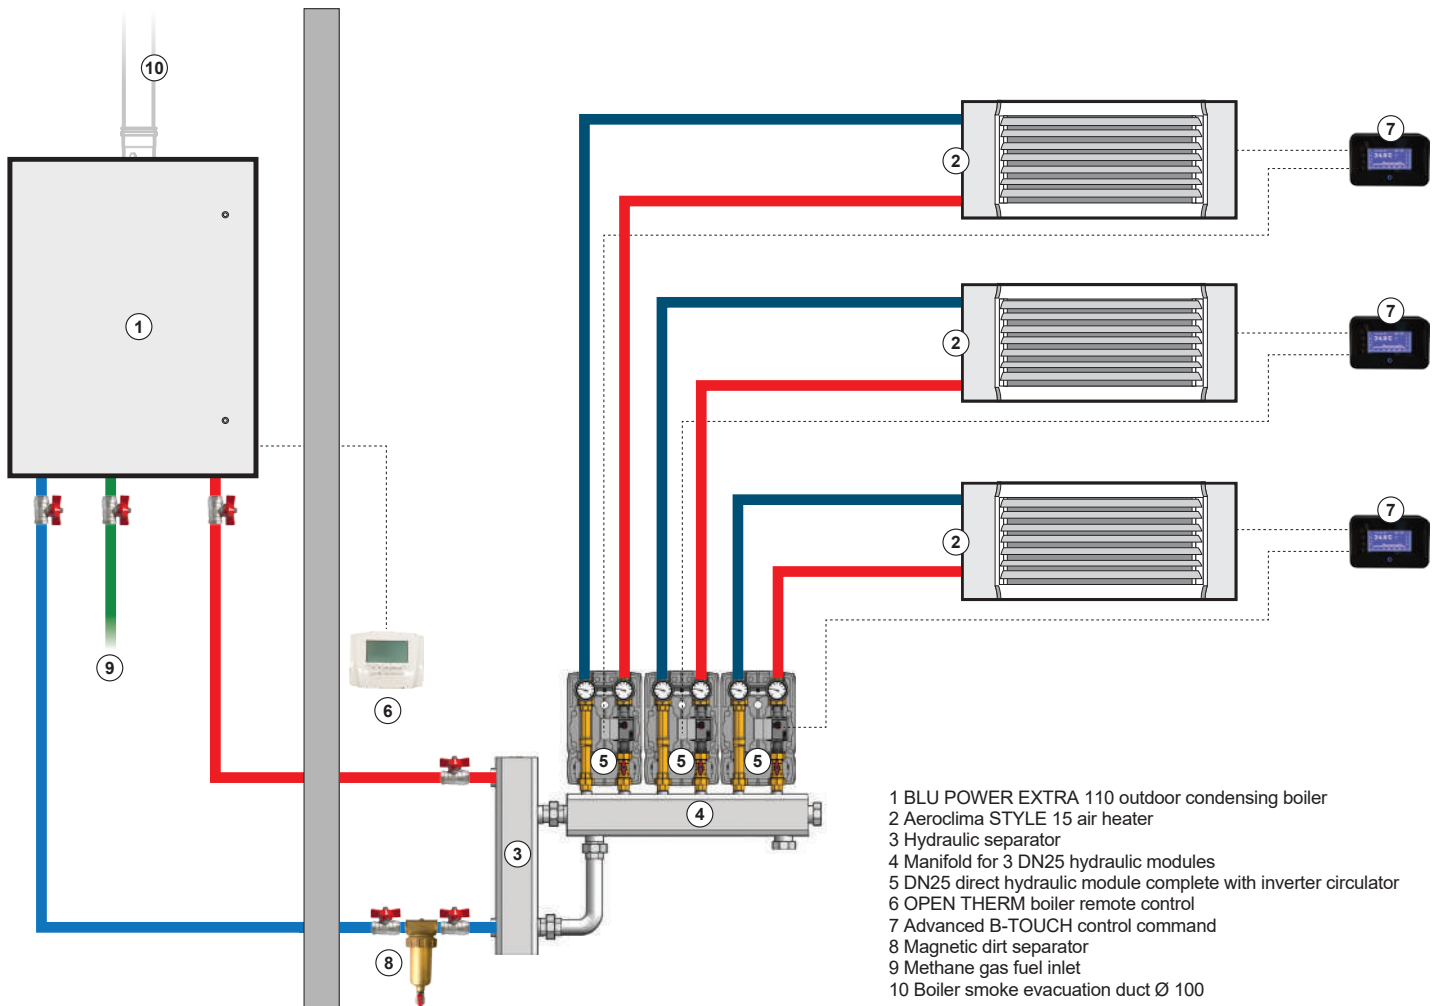 10
7
2
1
7
2
7
2
9
6
5 5 5
4
3
8
1 BLU POWER EXTRA 110 outdoor condensing boiler
2 Aeroclima STYLE 15 air heater
3 Hydraulic separator
4 Manifold for 3 DN25 hydraulic modules
5 DN25 direct hydraulic module complete with inverter circulator
6 OPEN THERM boiler remote control
7 Advanced B-TOUCH control command
8 Magnetic dirt separator
9 Methane gas fuel inlet
10 Boiler smoke evacuation duct Ø 100